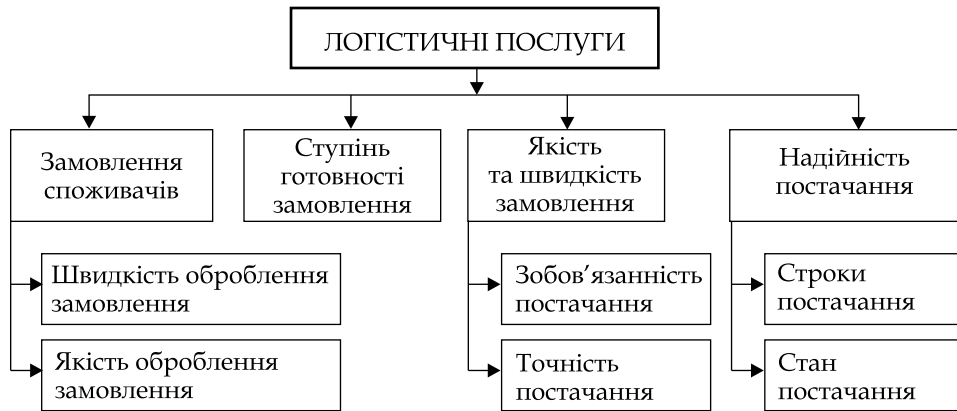 ЛОГІСТИЧНІ ПОСЛУГИ
Замовлення
споживачів
Ступінь
готовності
замовлення
Якість
та швидкість
замовлення
Надійність
постачання
Швидкість оброблення
замовлення
Зобов’язанність
постачання
Строки
постачання
Якість оброблення
замовлення
Точність
постачання
Стан
постачання